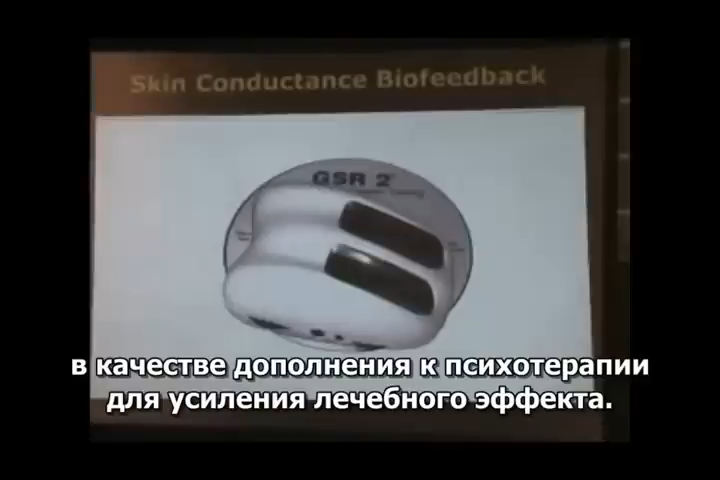 Skin Conductance Biofeedback
GSR 2
в качестве дополнения к психотерапии
для усиления лечебного эффекта.